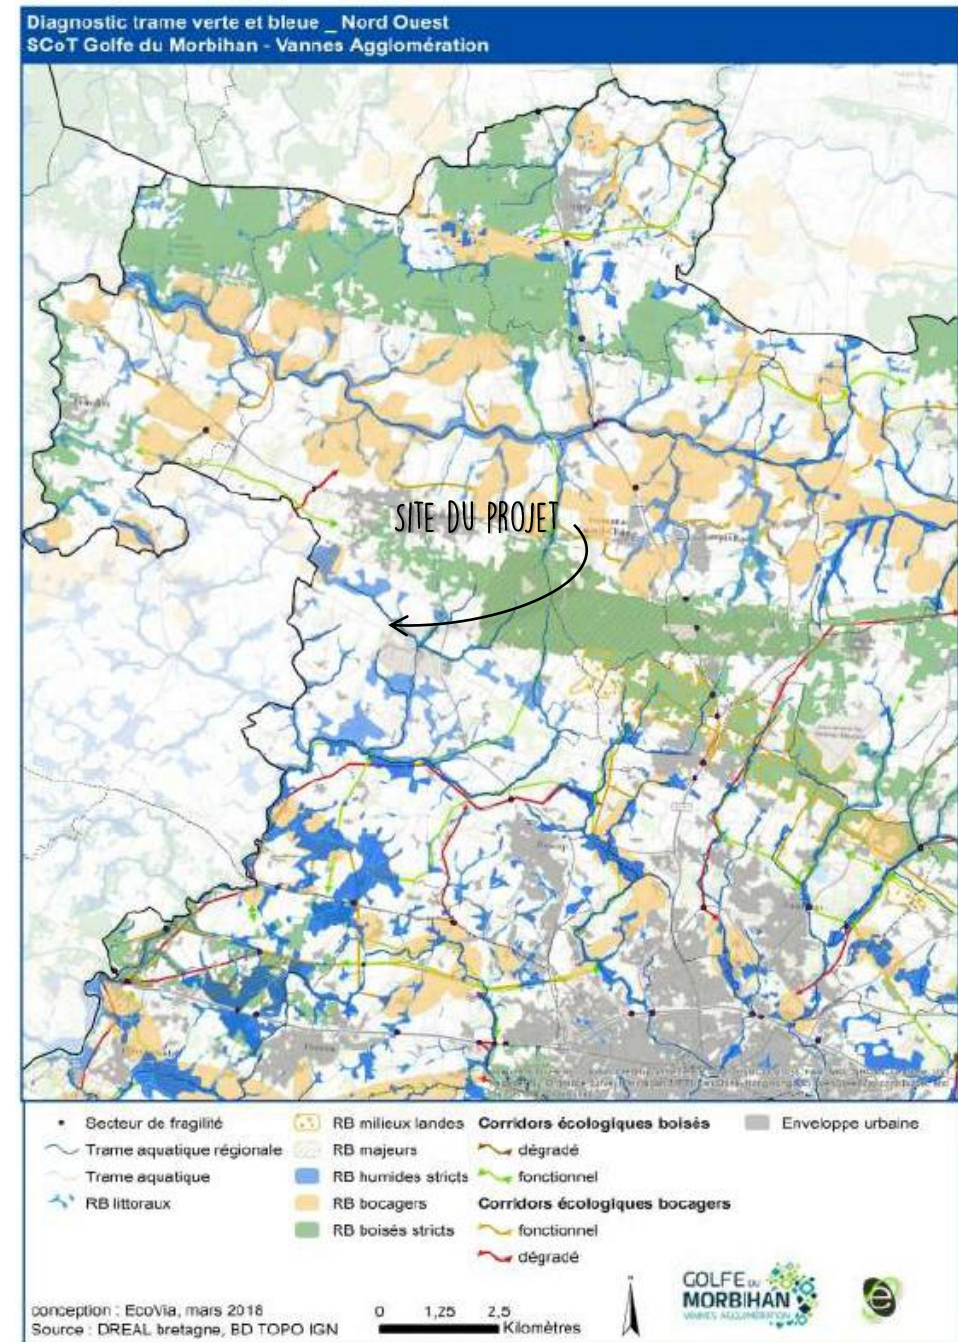 Diagnostic trame verte et bleue _ Nord Ouest
SCoT Golfe du Morbihan - Vannes Agglomération
SITE DU PROJET
Secteur de fragilité
Trame aquatique régionale
Trame aquatique
RB littoraux
RB milieux landes
RB majeurs
RB humides stricts
RB bocagers
RB boisés stricts
Corridors écologiques boisés
dégradé
fonctionnel
Corridors écologiques bocagers
fonctionnel
dégradé
Enveloppe urbaine
conception : EcoVia, mars 2018
Source : DREAL bretagne, BD TOPO IGN
0 1,25 2,5
Kilomètres
GOLFE DU
MORBIHAN
VANNES AGGLOMÉRATION
e